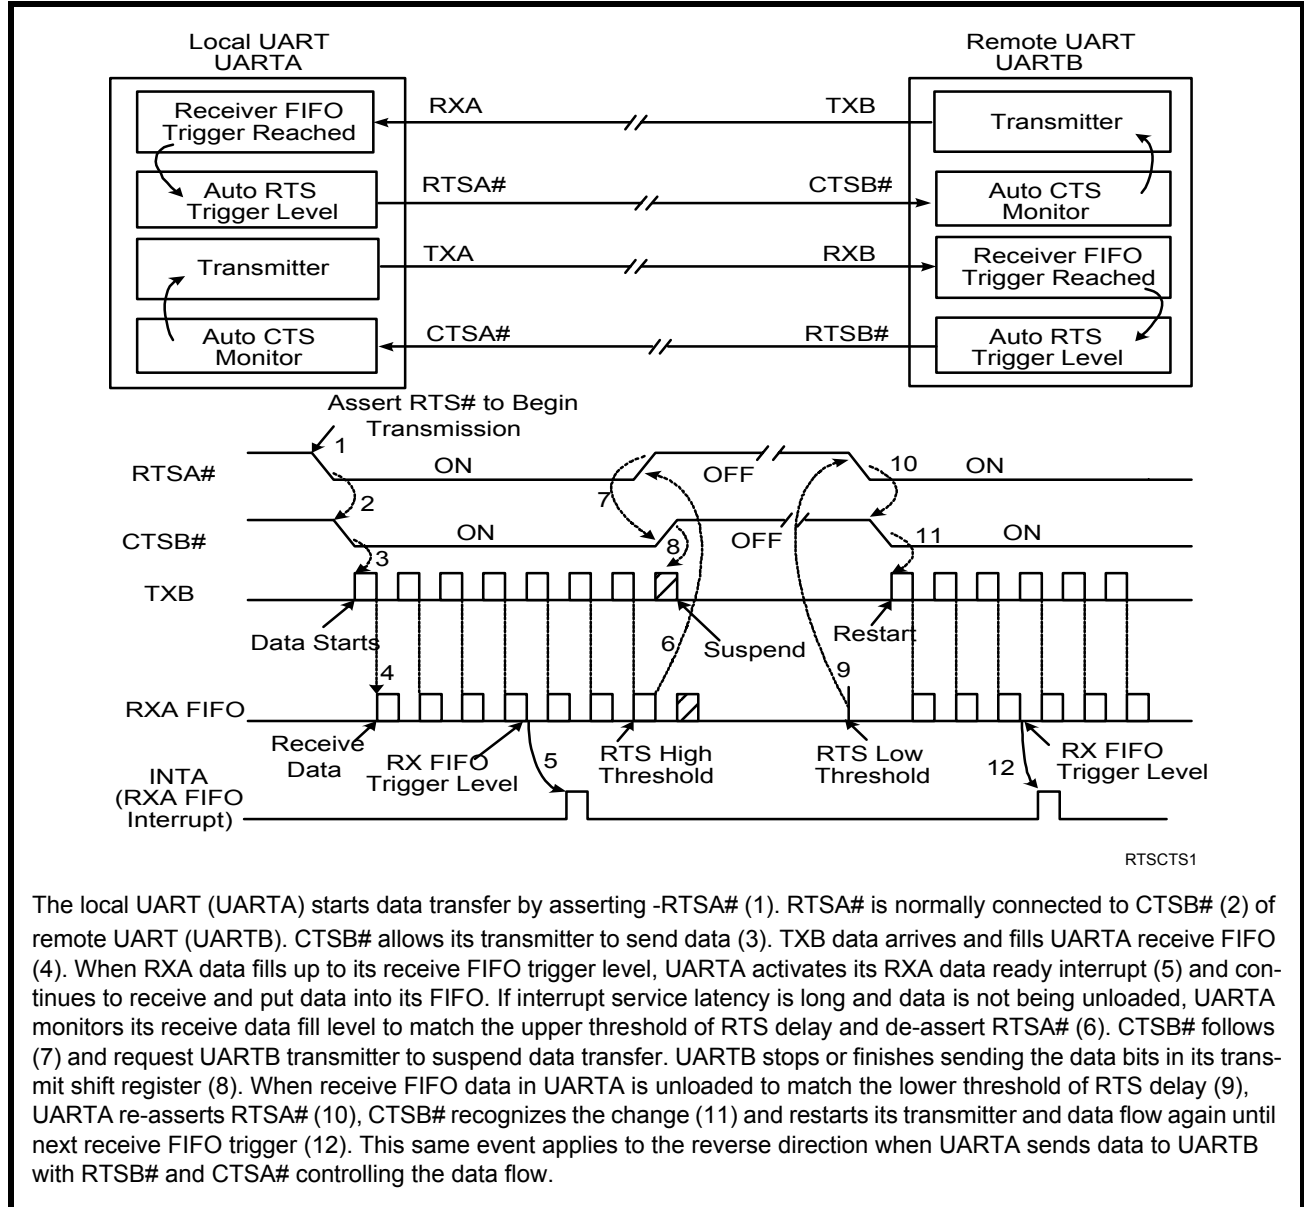 Local UART
UARTA
Remote UART
UARTB
Receiver FIFO
Trigger Reached
RXA
TXB
Transmitter
Auto RTS
Trigger Level
RTSA#
CTSB#
Auto CTS
Monitor
Transmitter
TXA
RXB
Receiver FIFO
Trigger Reached
Auto CTS
Monitor
CTSA#
RTSB#
Auto RTS
Trigger Level
Assert RTS# to Begin
Transmission
RTSA#
1
ON
OFF
10
ON
2
7
CTSB#
ON
OFF
11
ON
3
8
TXB
Data Starts
6
Suspend
Restart
4
9
RXA FIFO
Receive
Data
RX FIFO
Trigger Level
5
RTS High
Threshold
RTS Low
Threshold
12
RX FIFO
Trigger Level
INTA
(RXA FIFO
Interrupt)
RTSCTS1
The local UART (UARTA) starts data transfer by asserting -RTSA# (1). RTSA# is normally connected to CTSB# (2) of
remote UART (UARTB). CTSB# allows its transmitter to send data (3). TXB data arrives and fills UARTA receive FIFO
(4). When RXA data fills up to its receive FIFO trigger level, UARTA activates its RXA data ready interrupt (5) and con-
tinues to receive and put data into its FIFO. If interrupt service latency is long and data is not being unloaded, UARTA
monitors its receive data fill level to match the upper threshold of RTS delay and de-assert RTSA# (6). CTSB# follows
(7) and request UARTB transmitter to suspend data transfer. UARTB stops or finishes sending the data bits in its trans-
mit shift register (8). When receive FIFO data in UARTA is unloaded to match the lower threshold of RTS delay (9),
UARTA re-asserts RTSA# (10), CTSB# recognizes the change (11) and restarts its transmitter and data flow again until
next receive FIFO trigger (12). This same event applies to the reverse direction when UARTA sends data to UARTB
with RTSB# and CTSA# controlling the data flow.